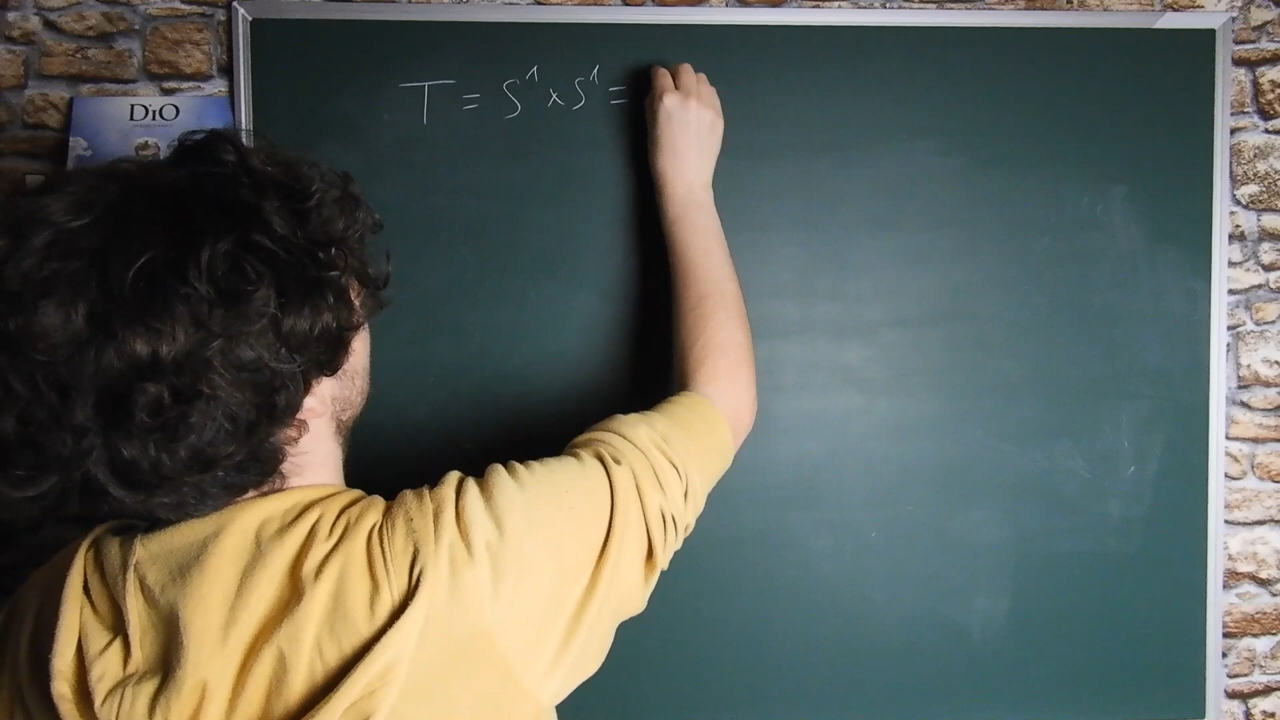 T = S¹ × S¹ =
DiO